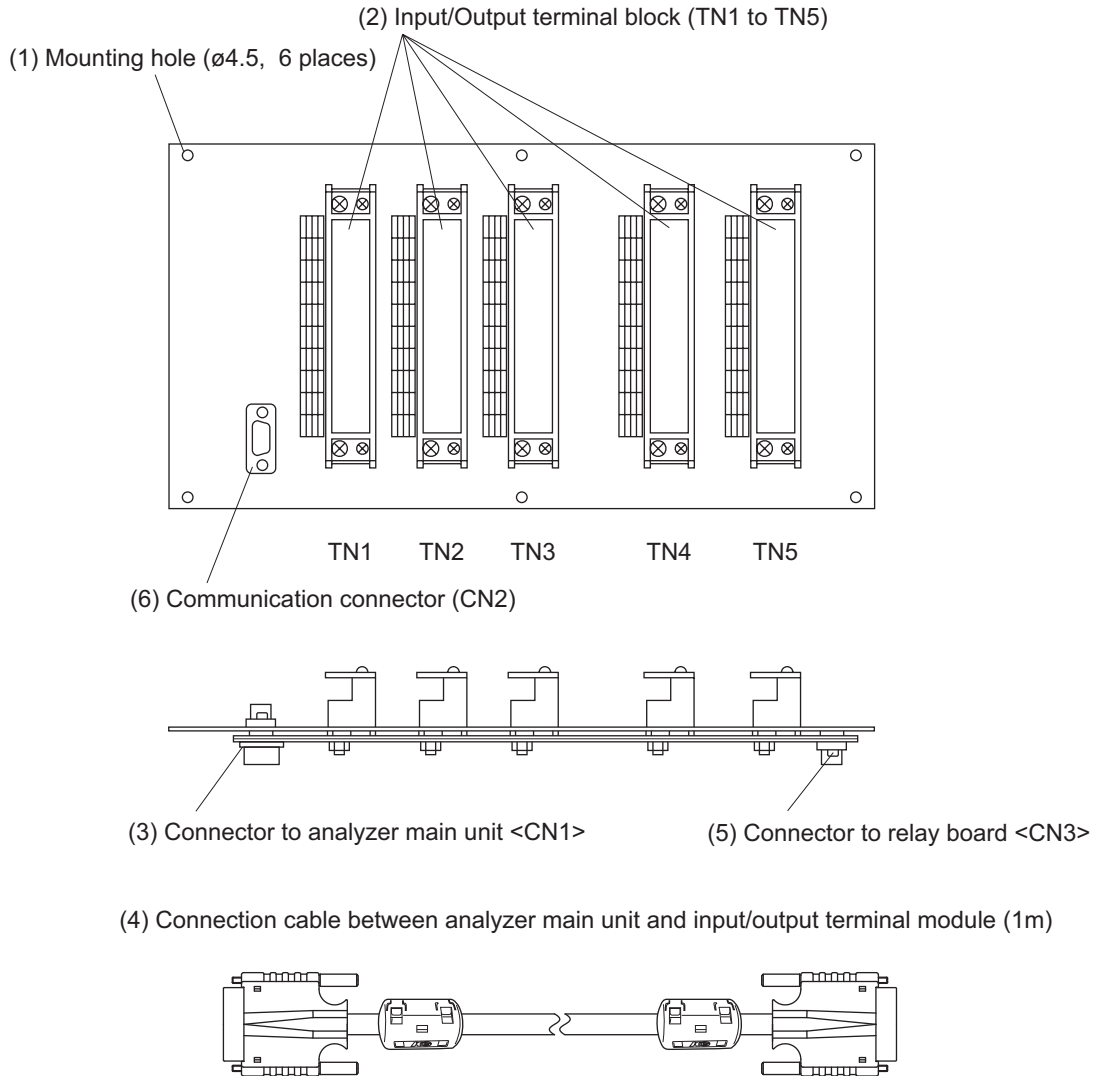 (2) Input/Output terminal block (TN1 to TN5)
(1) Mounting hole (ø4.5, 6 places)
TN1 TN2 TN3 TN4 TN5
(6) Communication connector (CN2)
(3) Connector to analyzer main unit <CN1>
(5) Connector to relay board <CN3>
(4) Connection cable between analyzer main unit and input/output terminal module (1m)